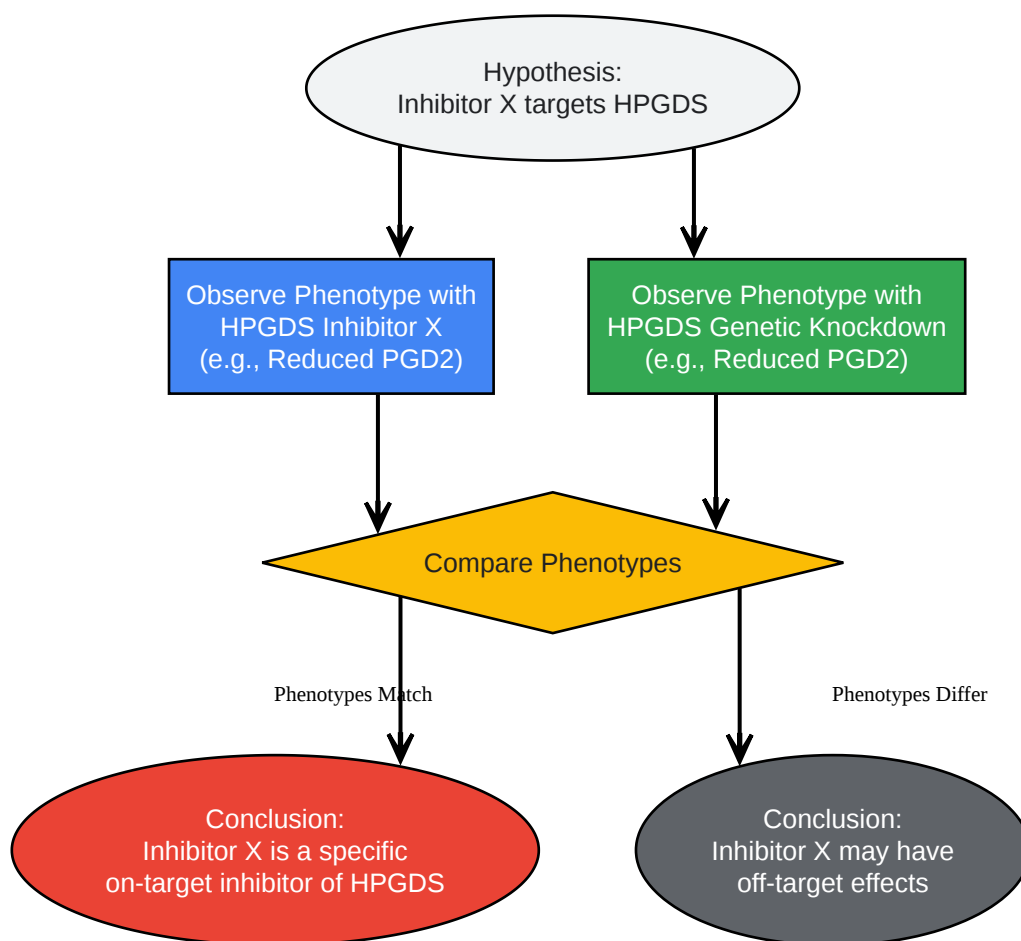 Hypothesis:
Inhibitor X targets HPGDS
Observe Phenotype with
HPGDS Inhibitor X
(e.g., Reduced PGD2)
Observe Phenotype with
HPGDS Genetic Knockdown
(e.g., Reduced PGD2)
Compare Phenotypes
Phenotypes Match
Phenotypes Differ
Conclusion:
Inhibitor X is a specific
on-target inhibitor of HPGDS
Conclusion:
Inhibitor X may have
off-target effects